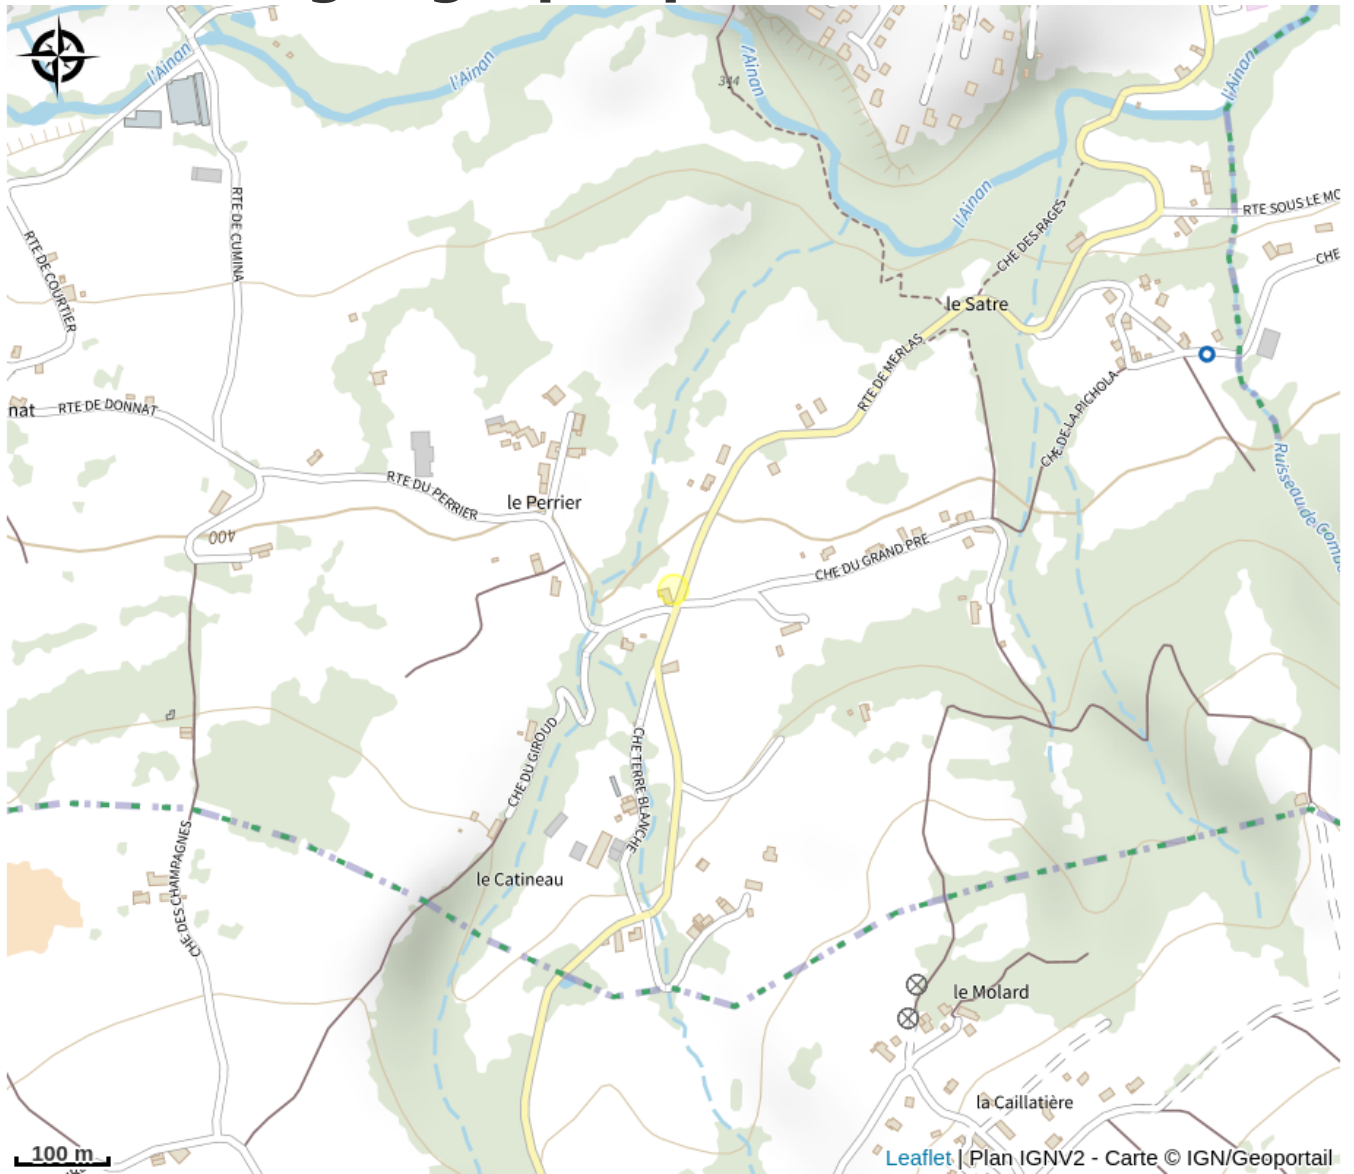 l'Ainan
l'Ainan
l'Ainan
l'Ainan
344
l'Ainan
RTE DE CUMINA
CHE DES RAGES
RTE SOUS LE MO
RTE DE COURTIER
CHE
le Satre
RTE DE MERLAS
nat
RTE DE DONNAT
CHE DE LA PICHOLA
RTE DU PERRIER
le Perrier
Ruisseau de Combe
400
CHE DU GRAND PRE
CHE DU GIROUD
CHE TERRE BLANCHE
CHE DES CHAMPAGNES
le Catineau
le Molard
la Caillatière
100 m
Leaflet | Plan IGNV2 - Carte © IGN/Geoportail